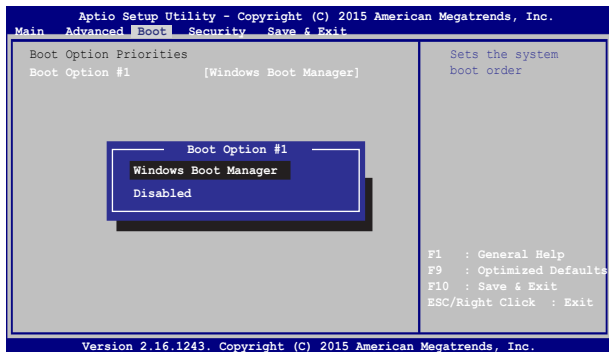 Aptio Setup Utility - Copyright (C) 2015 American Megatrends, Inc.
Main Advanced Boot Security Save & Exit
Boot Option Priorities
Boot Option #1 [Windows Boot Manager]
Sets the system
boot order
Boot Option #1
Windows Boot Manager
Disabled
F1 : General Help
F9 : Optimized Defaults
F10 : Save & Exit
ESC/Right Click : Exit
Version 2.16.1243. Copyright (C) 2015 American Megatrends, Inc.